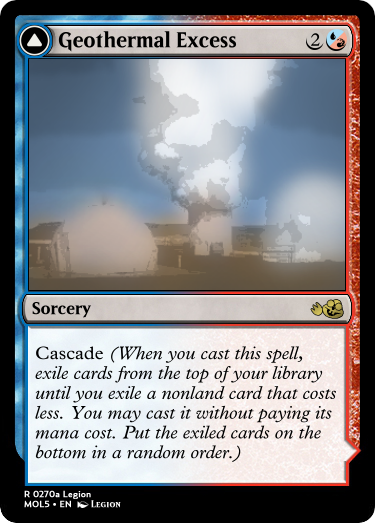 Geothermal Excess 2
Sorcery
Cascade (When you cast this spell,
exile cards from the top of your library
until you exile a nonland card that costs
less. You may cast it without paying its
mana cost. Put the exiled cards on the
bottom in a random order.)
R 0270a Legion
MOL5 • EN LEGION